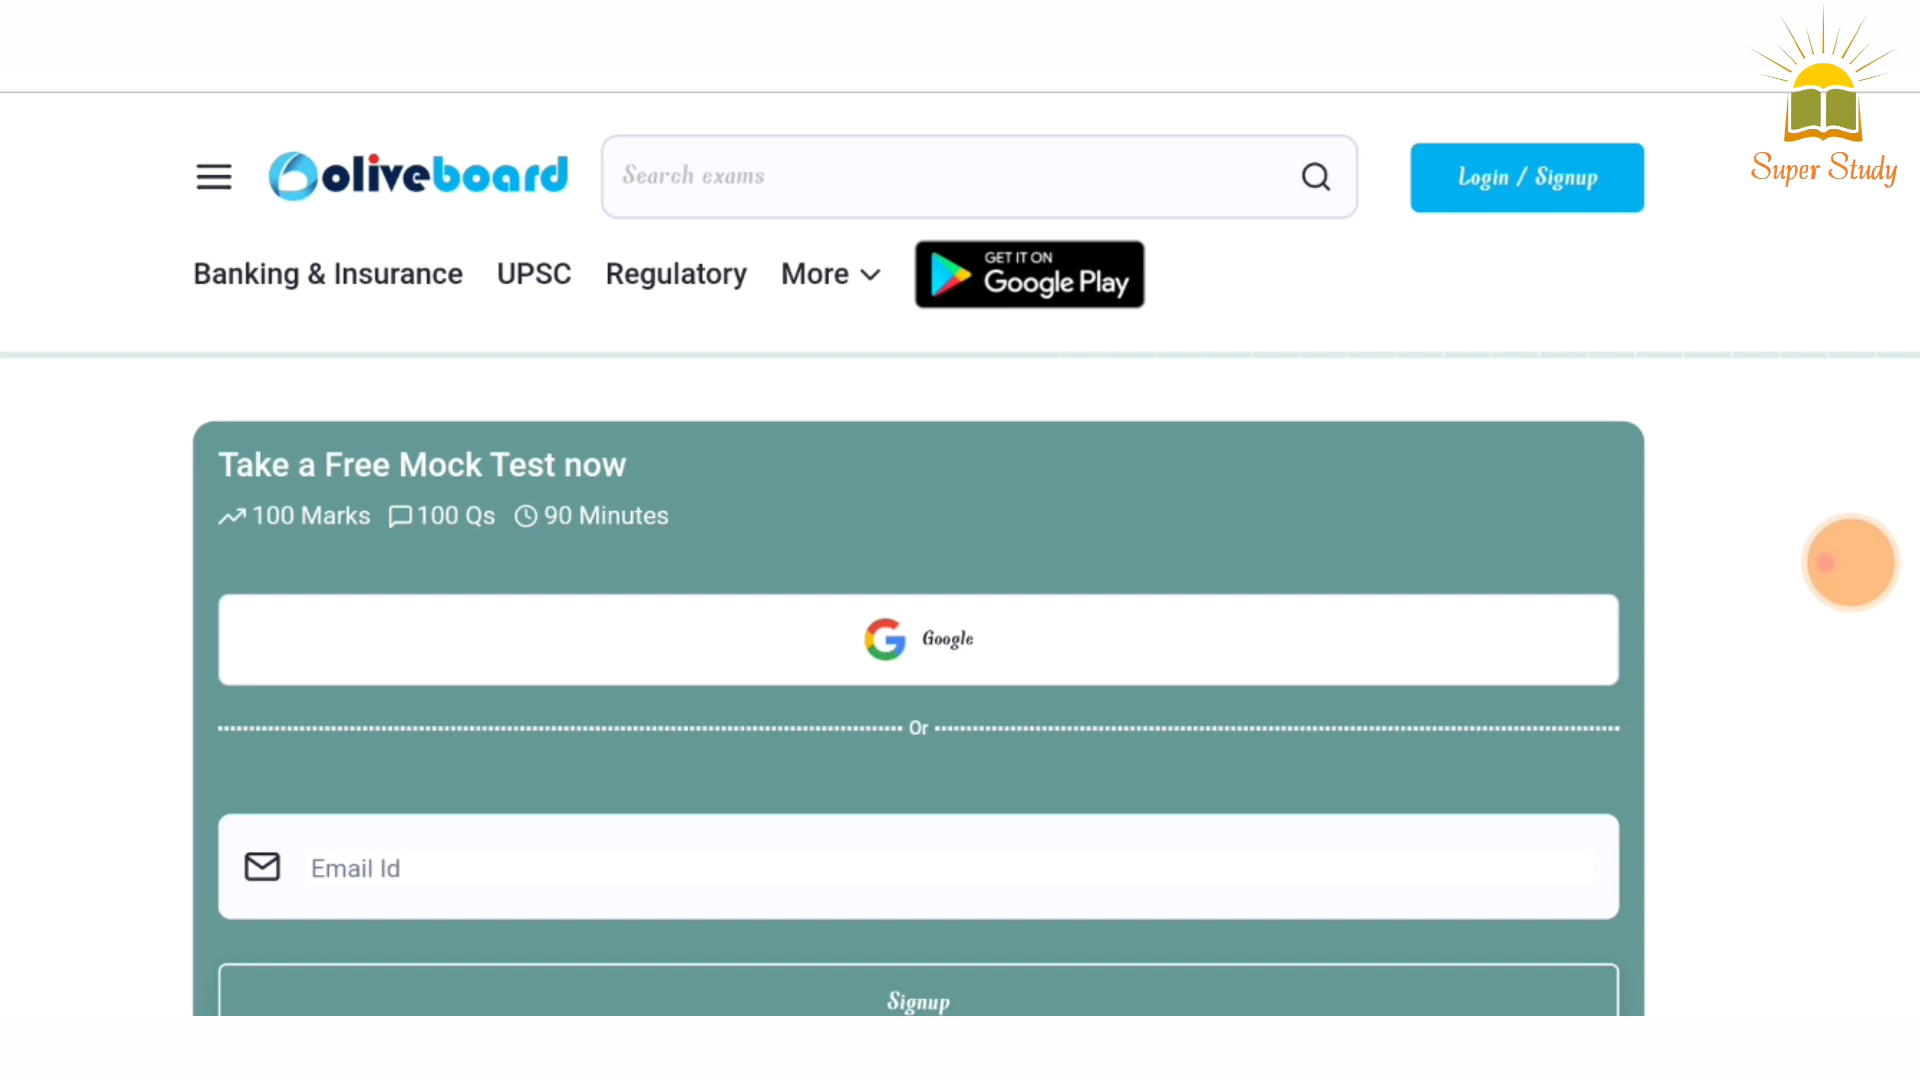 Super Study
oliveboard
Search exams
Login / Signup
Banking & Insurance UPSC Regulatory More
GET IT ON
Google Play
Take a Free Mock Test now
100 Marks 100 Qs 90 Minutes
Google
Or
Email Id
Signup